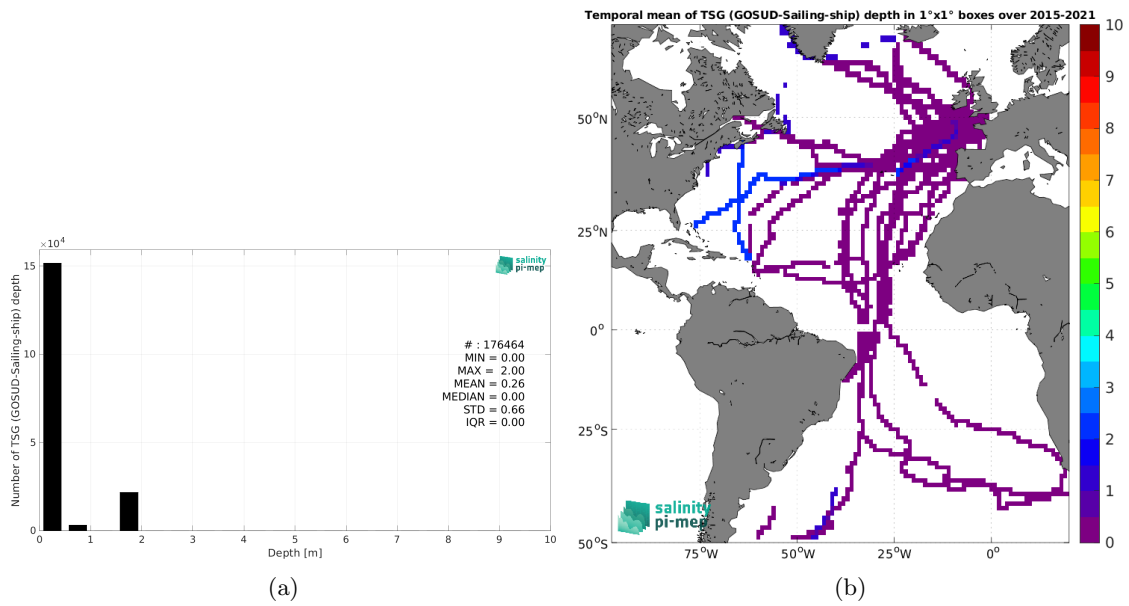 Temporal mean of TSG (GOSUD-Sailing-ship) depth in 1°x1° boxes over 2015-2021
×10⁴
15
10
5
0
Number of TSG (GOSUD-Sailing-ship) depth
0 1 2 3 4 5 6 7 8 9 10
Depth [m]
salinity
pi-mep
# : 176464
MIN = 0.00
MAX = 2.00
MEAN = 0.26
MEDIAN = 0.00
STD = 0.66
IQR = 0.00
(a)
50°N
25°N
0°
25°S
50°S
75°W 50°W 25°W 0°
salinity
pi-mep
10
9
8
7
6
5
4
3
2
1
0
(b)